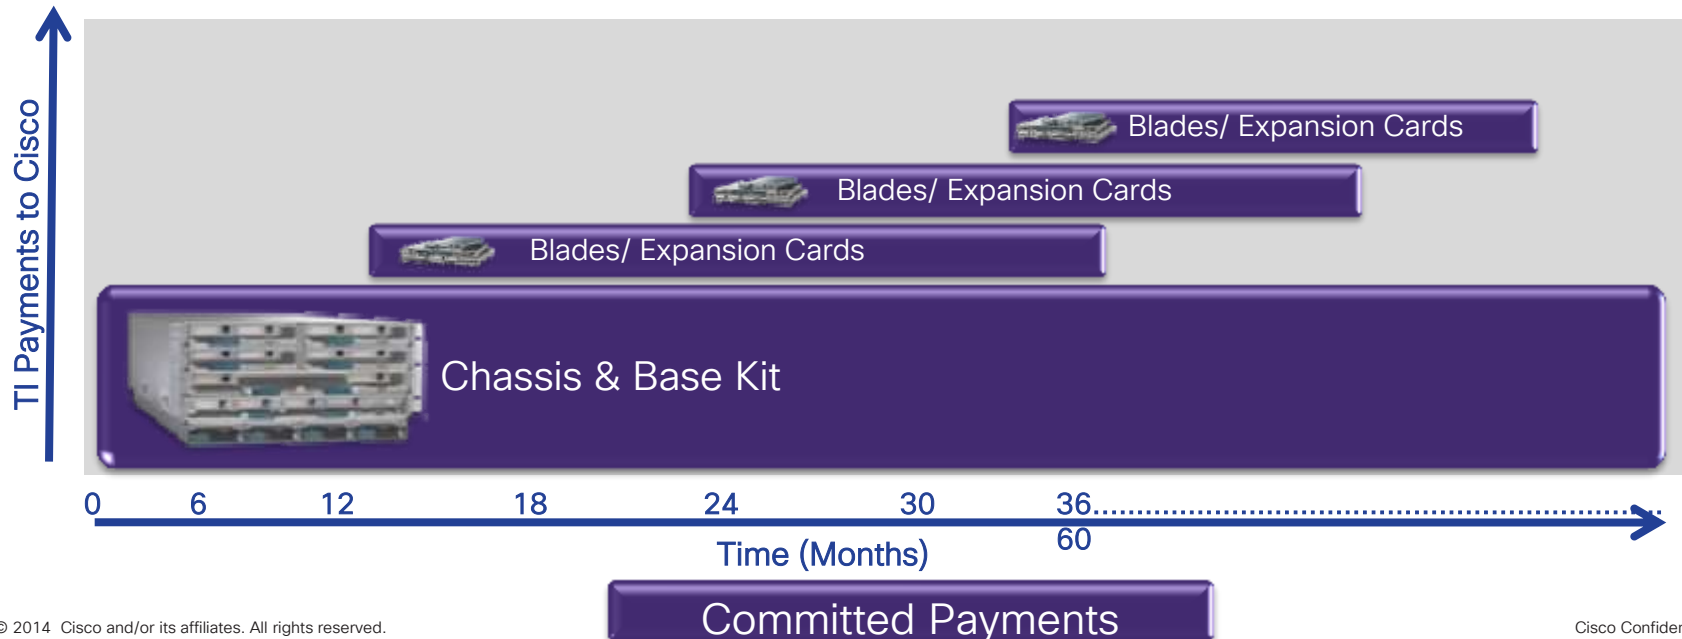 TI Payments to Cisco
Blades/ Expansion Cards
Blades/ Expansion Cards
Blades/ Expansion Cards
Chassis & Base Kit
0 6 12 18 24 30 36......................................................................
60
Time (Months)
Committed Payments
© 2014 Cisco and/or its affiliates. All rights reserved.
Cisco Confiden